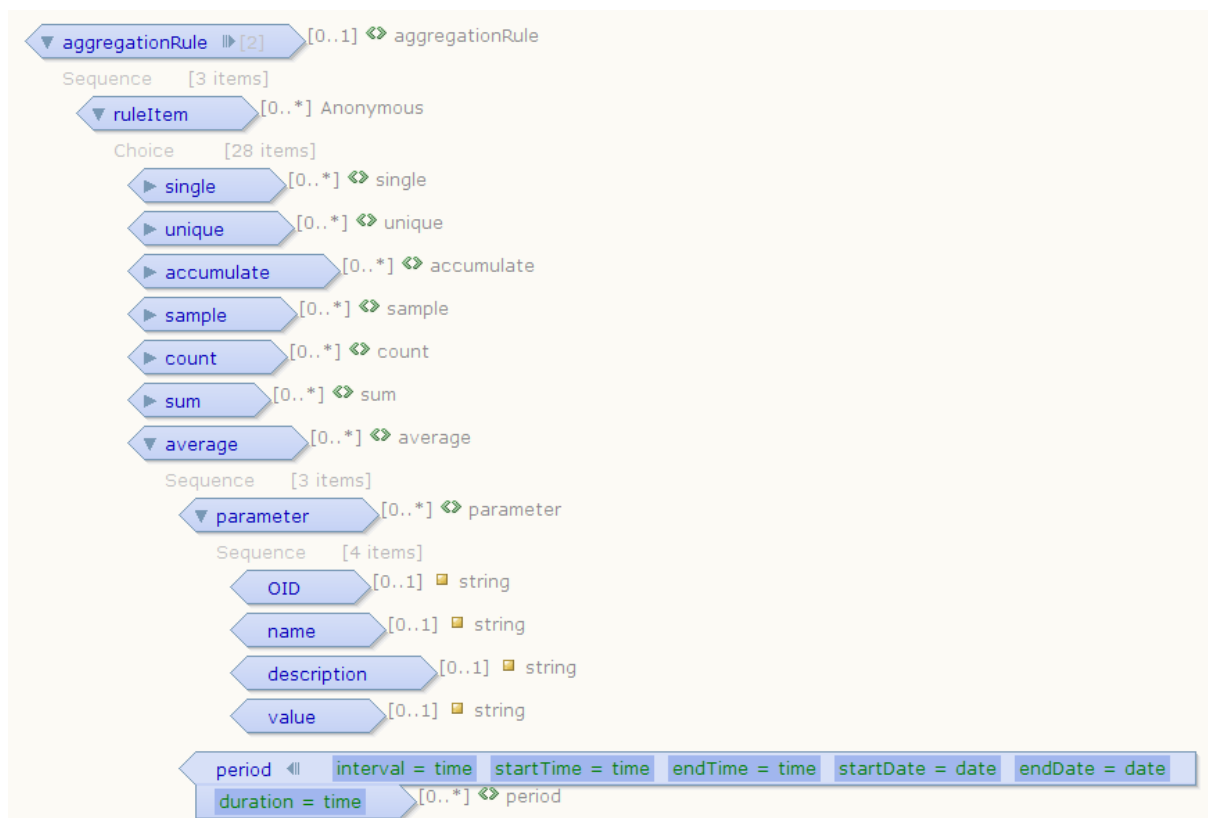 aggregationRule [2] [0..1] aggregationRule
Sequence [3 items]
ruleItem [0..*] Anonymous
Choice [28 items]
single [0..*] single
unique [0..*] unique
accumulate [0..*] accumulate
sample [0..*] sample
count [0..*] count
sum [0..*] sum
average [0..*] average
Sequence [3 items]
parameter [0..*] parameter
Sequence [4 items]
OID [0..1] string
name [0..1] string
description [0..1] string
value [0..1] string
period interval = time startTime = time endTime = time startDate = date endDate = date
duration = time [0..*] period